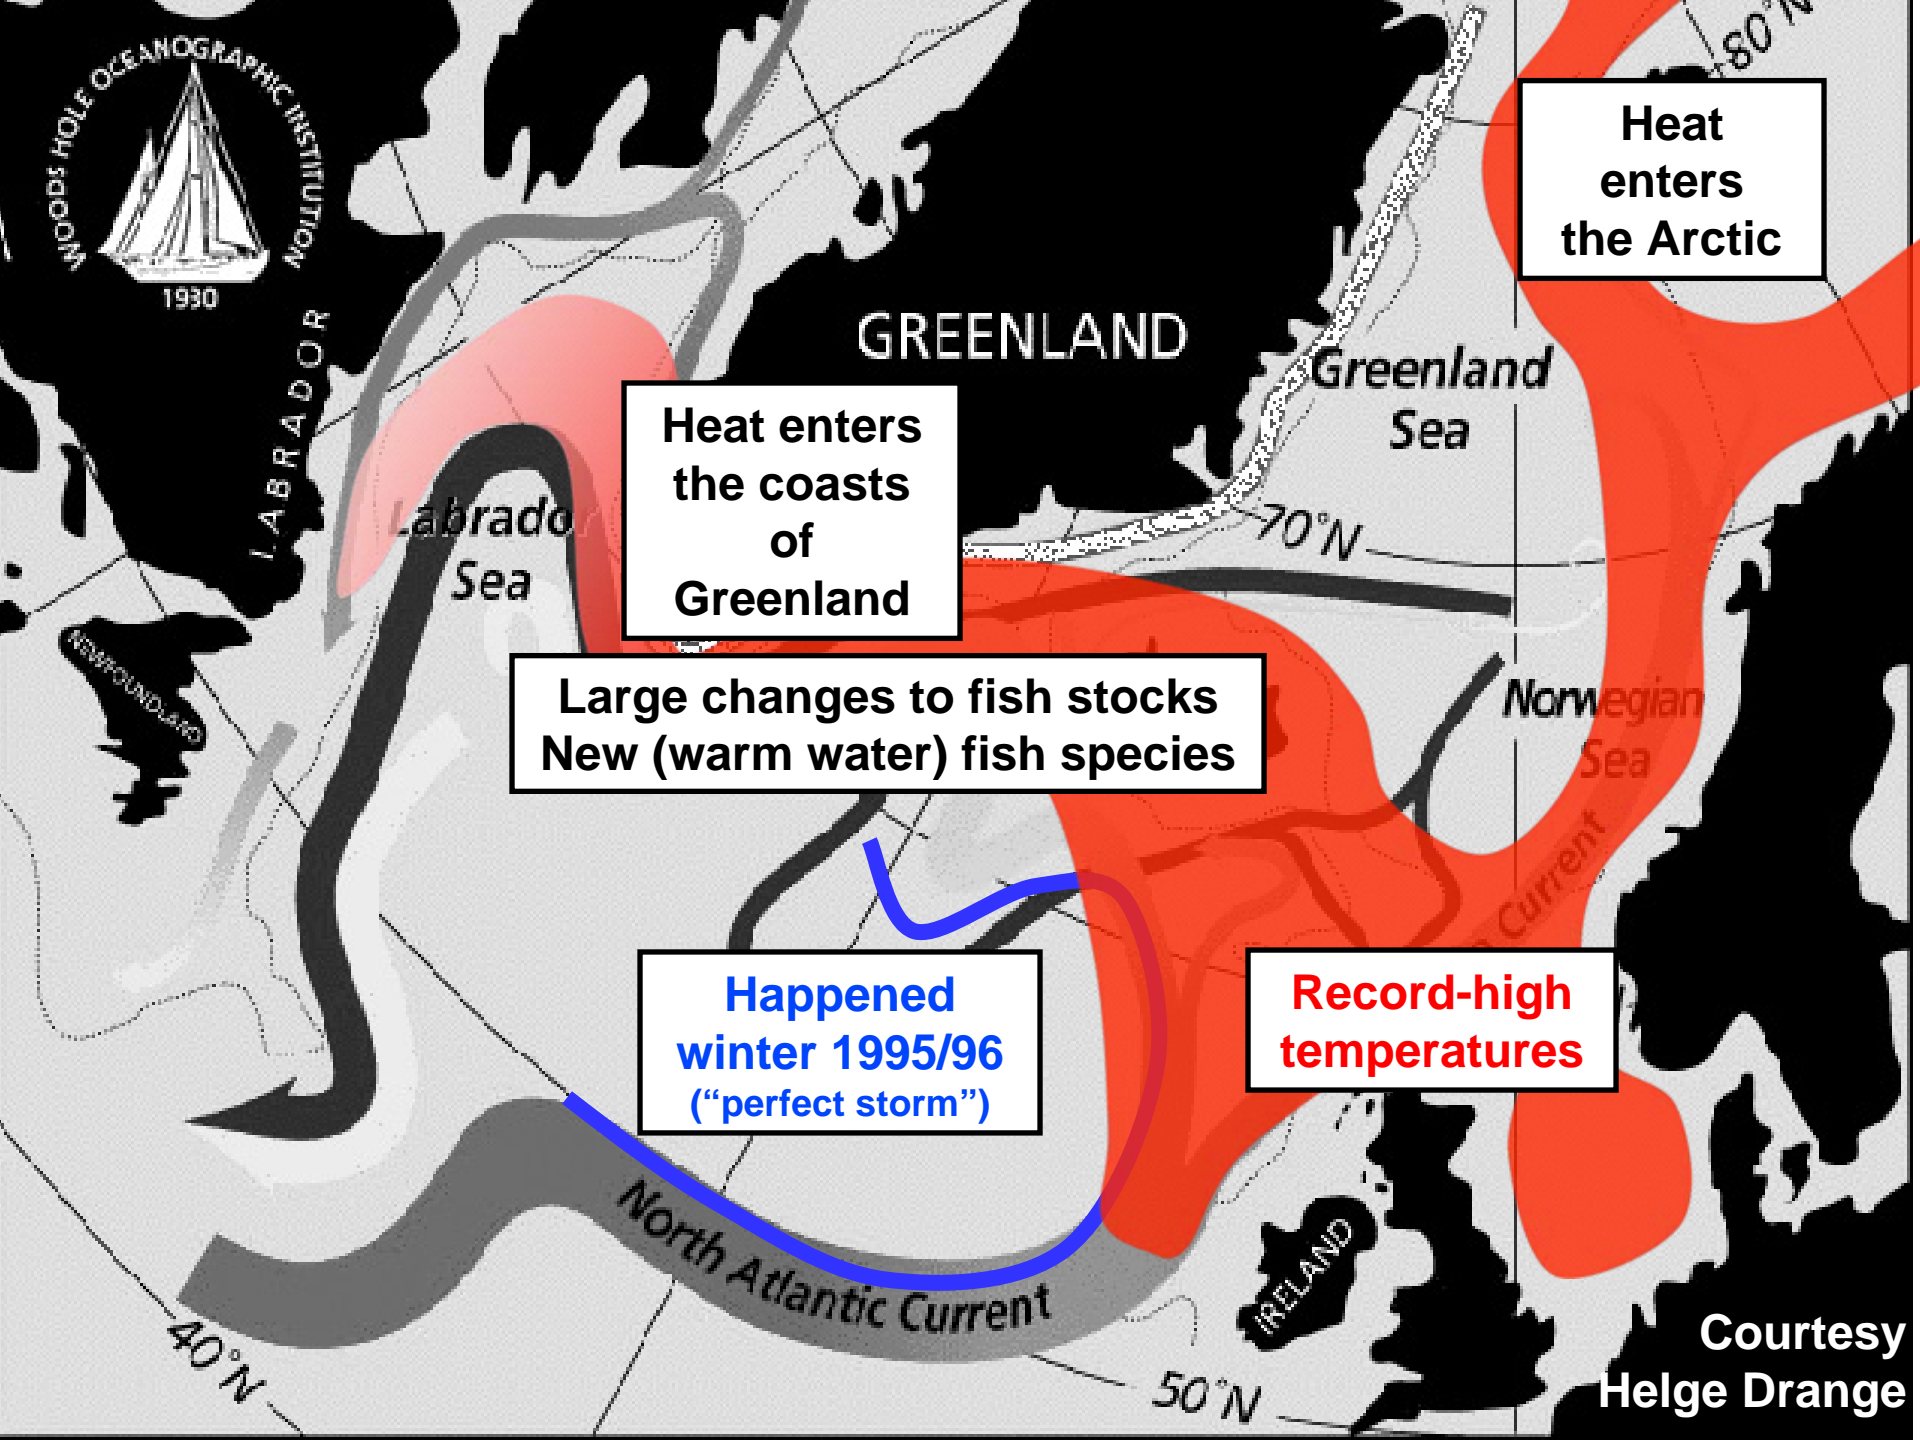 WOODS HOLE OCEANOGRAPHIC INSTITUTION
1930
80°N
Heat
enters
the Arctic
LABRADOR
GREENLAND
Greenland
Sea
Heat enters
the coasts
of
Greenland
Labrador
Sea
70°N
NEWFOUNDLAND
Large changes to fish stocks
New (warm water) fish species
Norwegian
Sea
Current
Happened
winter 1995/96
(“perfect storm”)
Record-high
temperatures
North Atlantic Current
IRELAND
40°N
50°N
Courtesy
Helge Drange